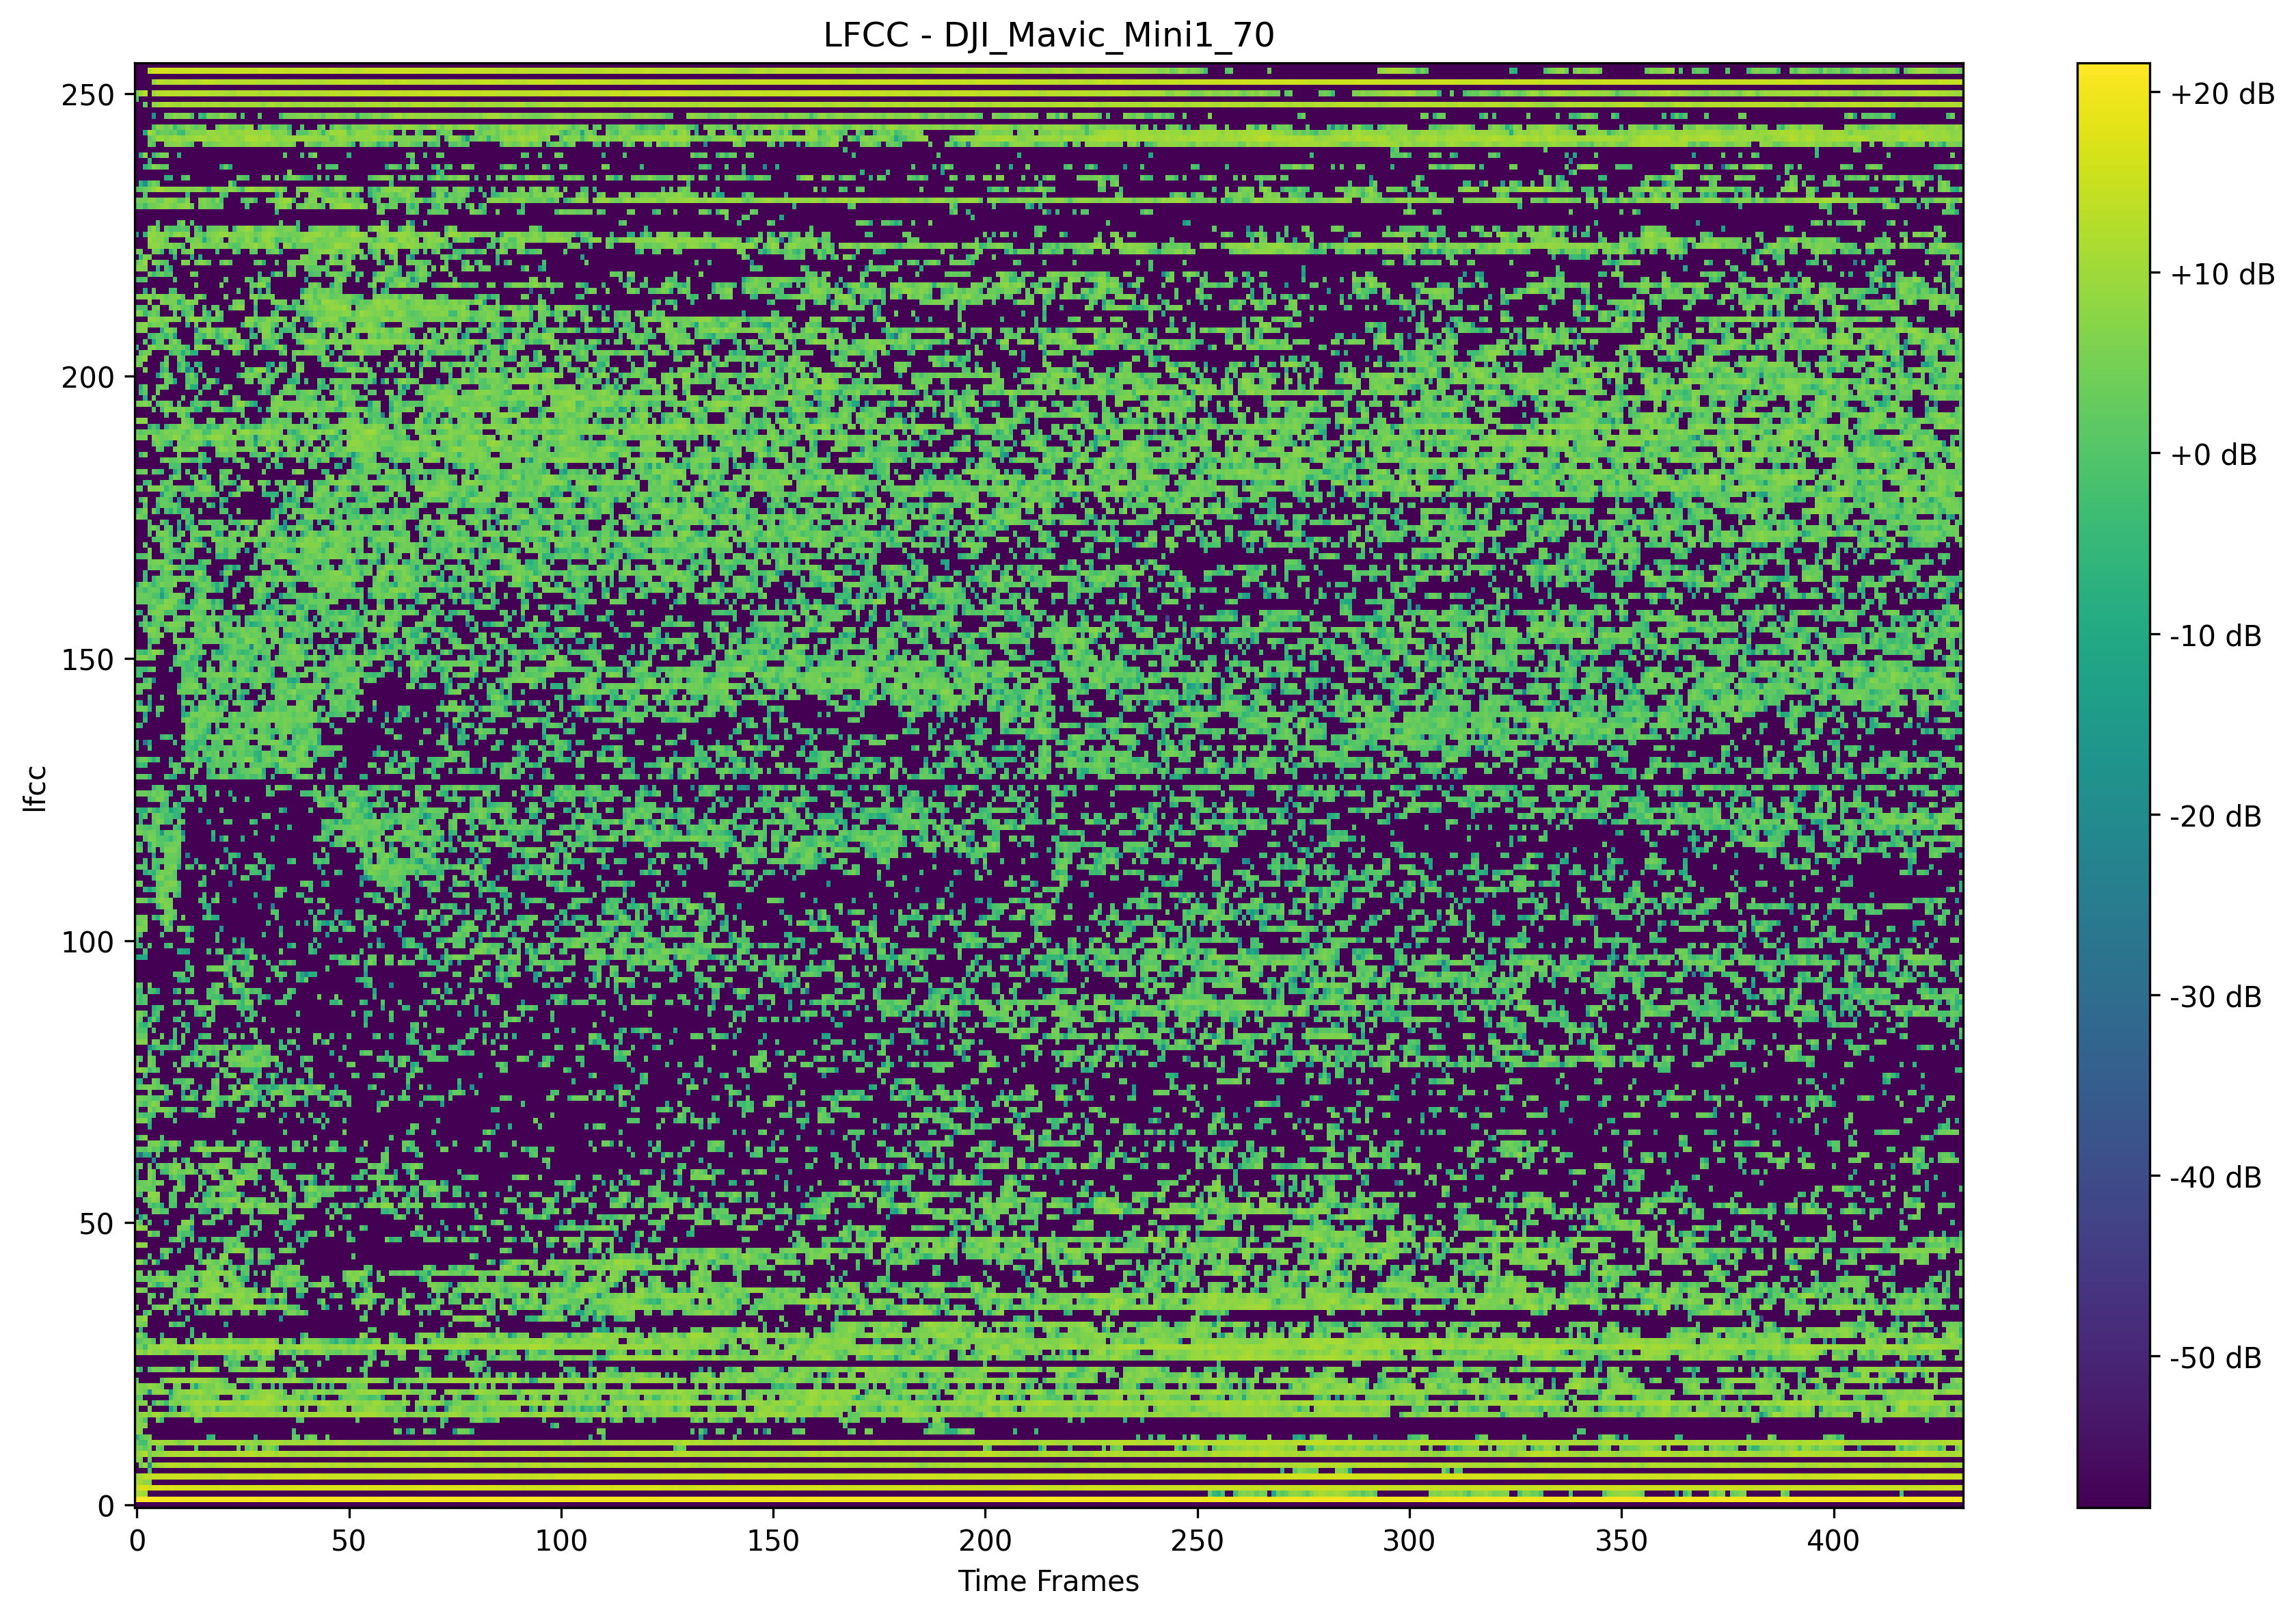 LFCC - DJI_Mavic_Mini1_70
250
200
150
100
50
0
lfcc
0 50 100 150 200 250 300 350 400
Time Frames
+20 dB
+10 dB
+0 dB
-10 dB
-20 dB
-30 dB
-40 dB
-50 dB